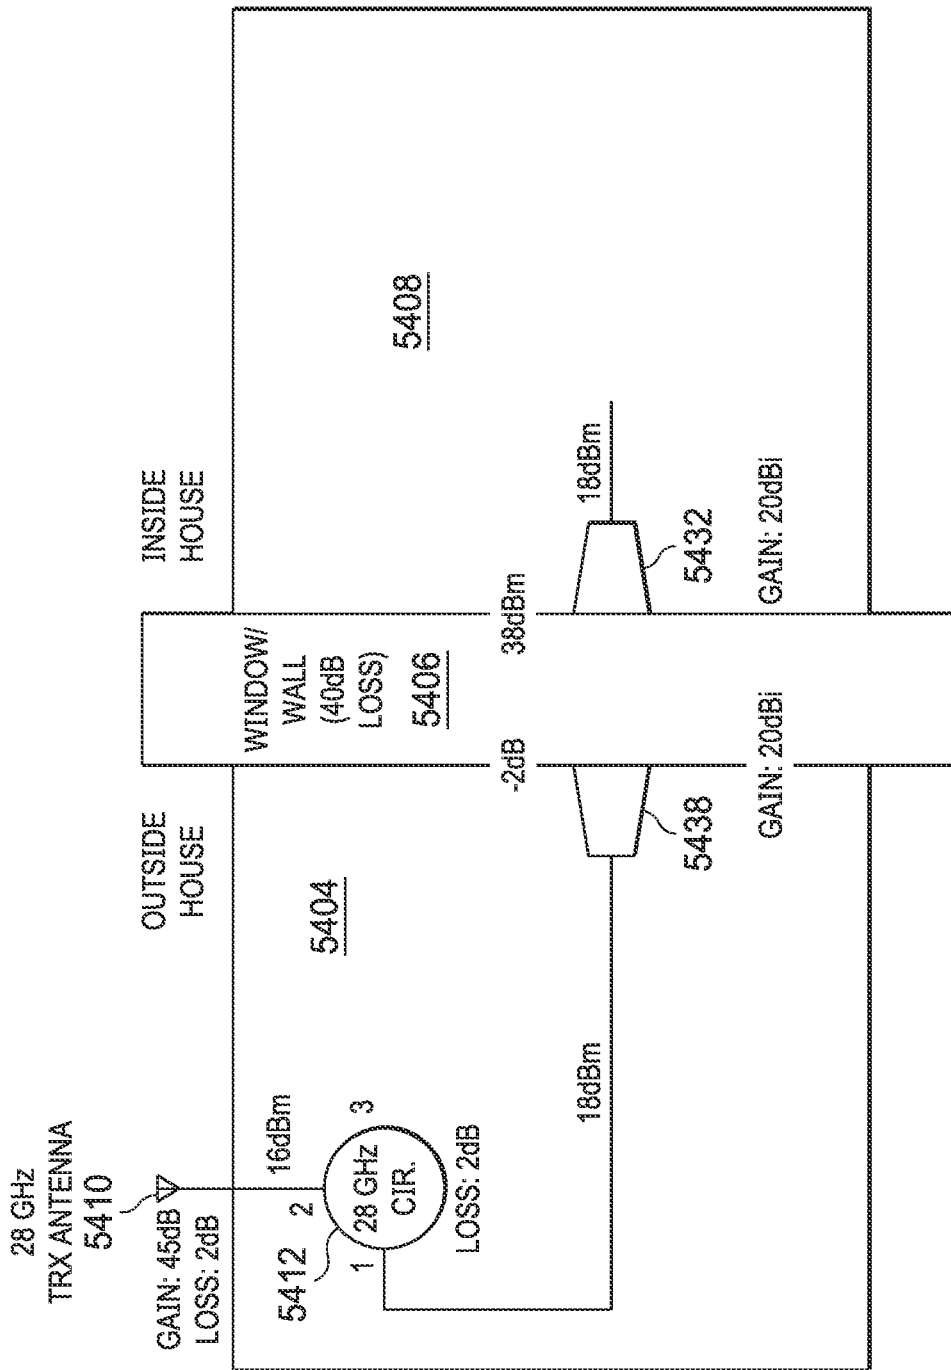 28 GHz
TRX ANTENNA
5410
GAIN: 45dB
LOSS: 2dB
OUTSIDE
HOUSE
INSIDE
HOUSE
16dBm
5412
1
2
3
28 GHz
CIR.
LOSS: 2dB
5404
WINDOW/
WALL
(40dB
LOSS)
5406
5408
-2dB
38dBm
18dBm
18dBm
5438
5432
GAIN: 20dBi
GAIN: 20dBi